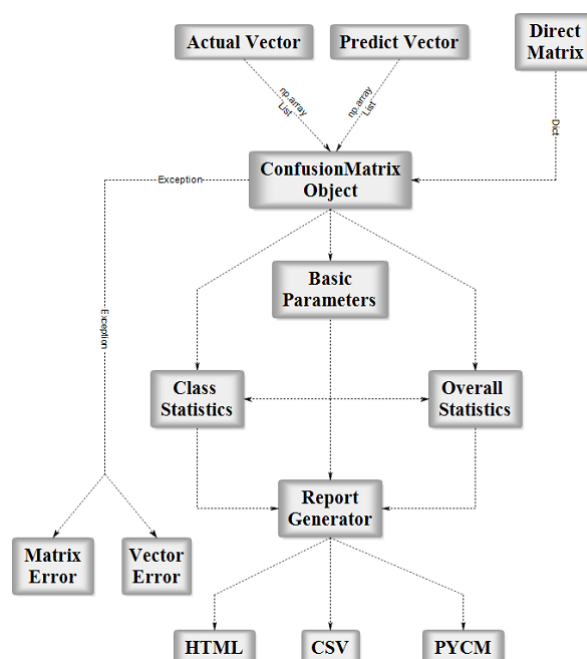 Actual Vector
Predict Vector
Direct
Matrix
np.array
List
np.array
List
Dict
ConfusionMatrix
Object
Exception
Exception
Basic
Parameters
Class
Statistics
Overall
Statistics
Report
Generator
Matrix
Error
Vector
Error
HTML
CSV
PYCM